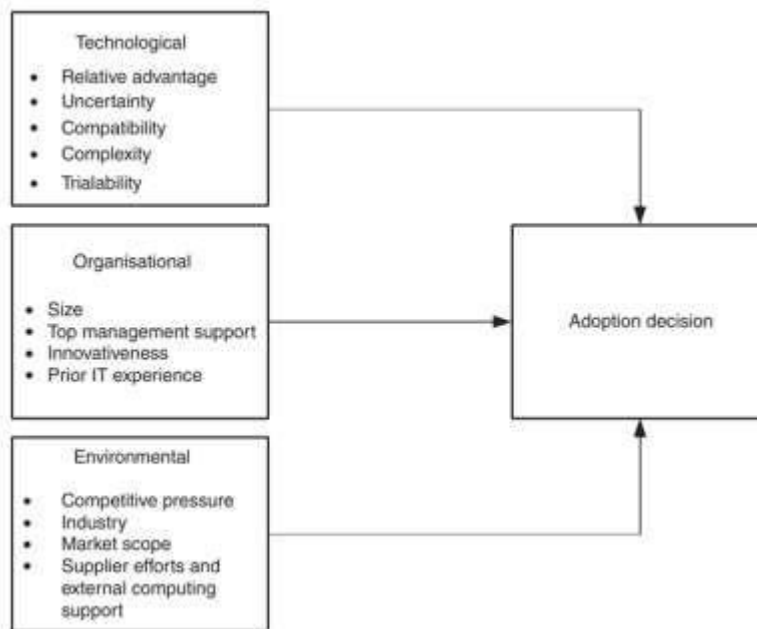 Technological
• Relative advantage
• Uncertainty
• Compatibility
• Complexity
• Trialability
Organisational
• Size
• Top management support
• Innovativeness
• Prior IT experience
Adoption decision
Environmental
• Competitive pressure
• Industry
• Market scope
• Supplier efforts and
external computing
support